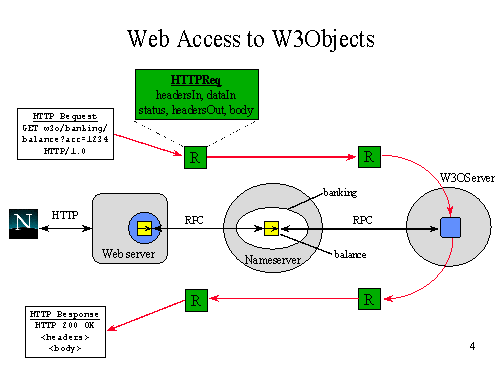 Web Access to W3Objects
HTTPReq
headersIn, dataIn
status, headersOut, body
HTTP Request
GET w3o/banking/
balance?acc=1234
HTTP/1.0
R
R
W3OServer
banking
N
HTTP
RPC
RPC
Web server
Nameserver
balance
R
R
HTTP Response
HTTP 200 OK
<headers>
<body>
4